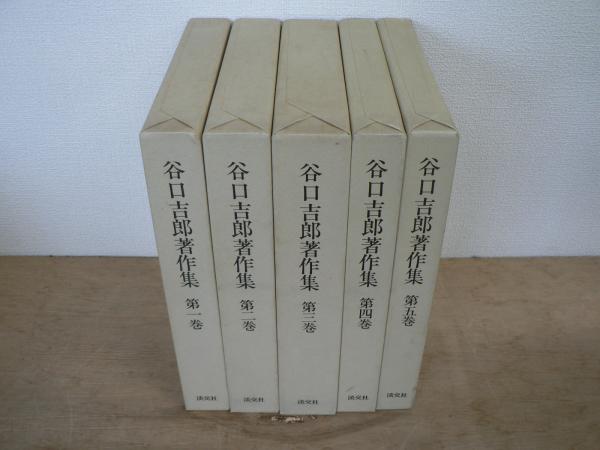 谷口吉郎著作集 第一巻
淡交社
谷口吉郎著作集 第二巻
淡交社
谷口吉郎著作集 第三巻
淡交社
谷口吉郎著作集 第四巻
淡交社
谷口吉郎著作集 第五巻
淡交社